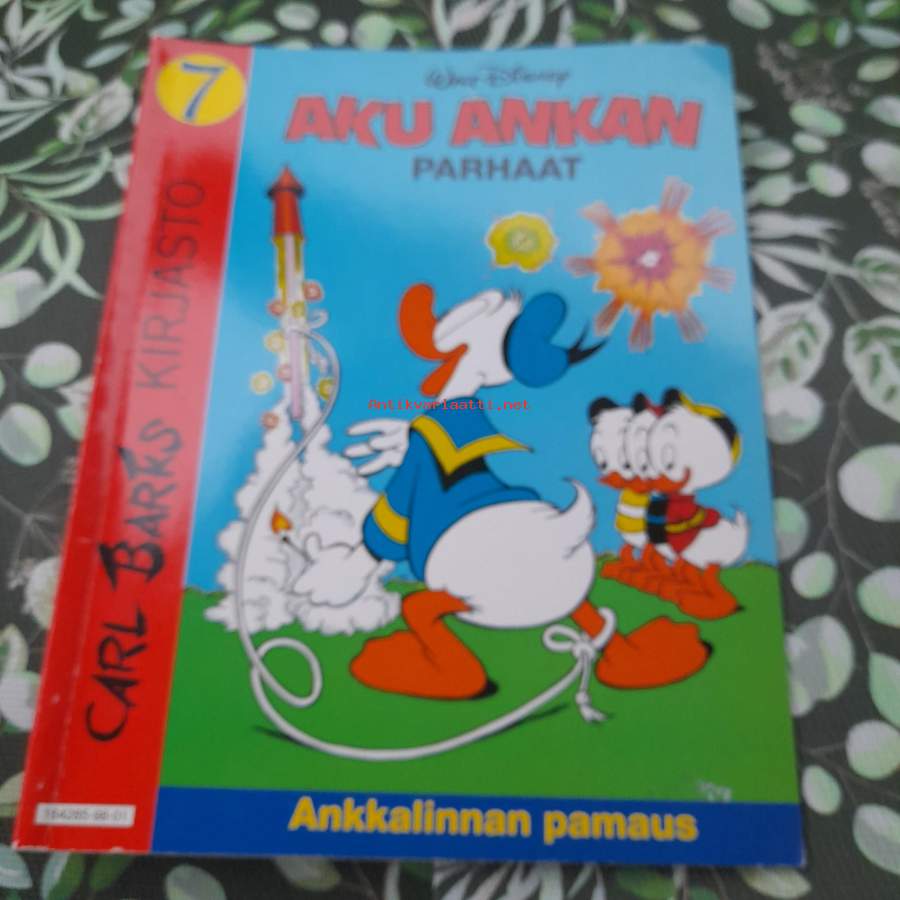 7
CARL BARKS KIRJASTO
Walt Disney
AKU ANKAN
PARHAAT
Antikvariaatti.net
Ankkalinnan pamaus